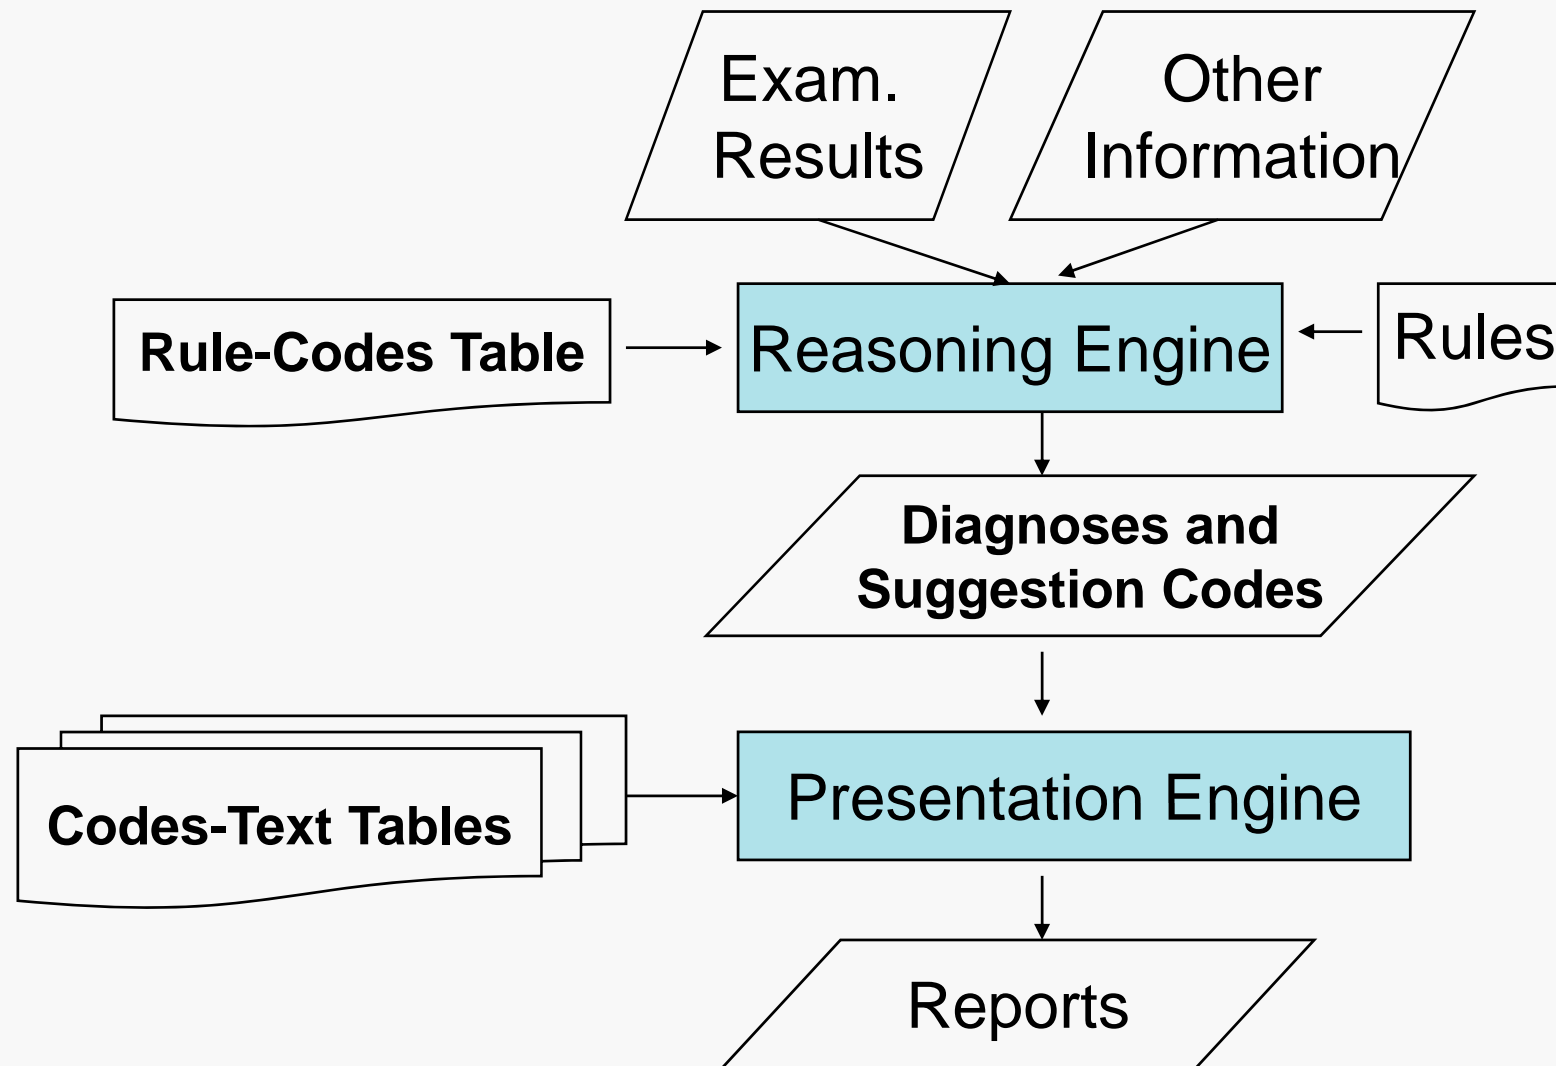 Exam.
Results
Other
Information
Rule-Codes Table
Reasoning Engine
Rules
Diagnoses and
Suggestion Codes
Codes-Text Tables
Presentation Engine
Reports